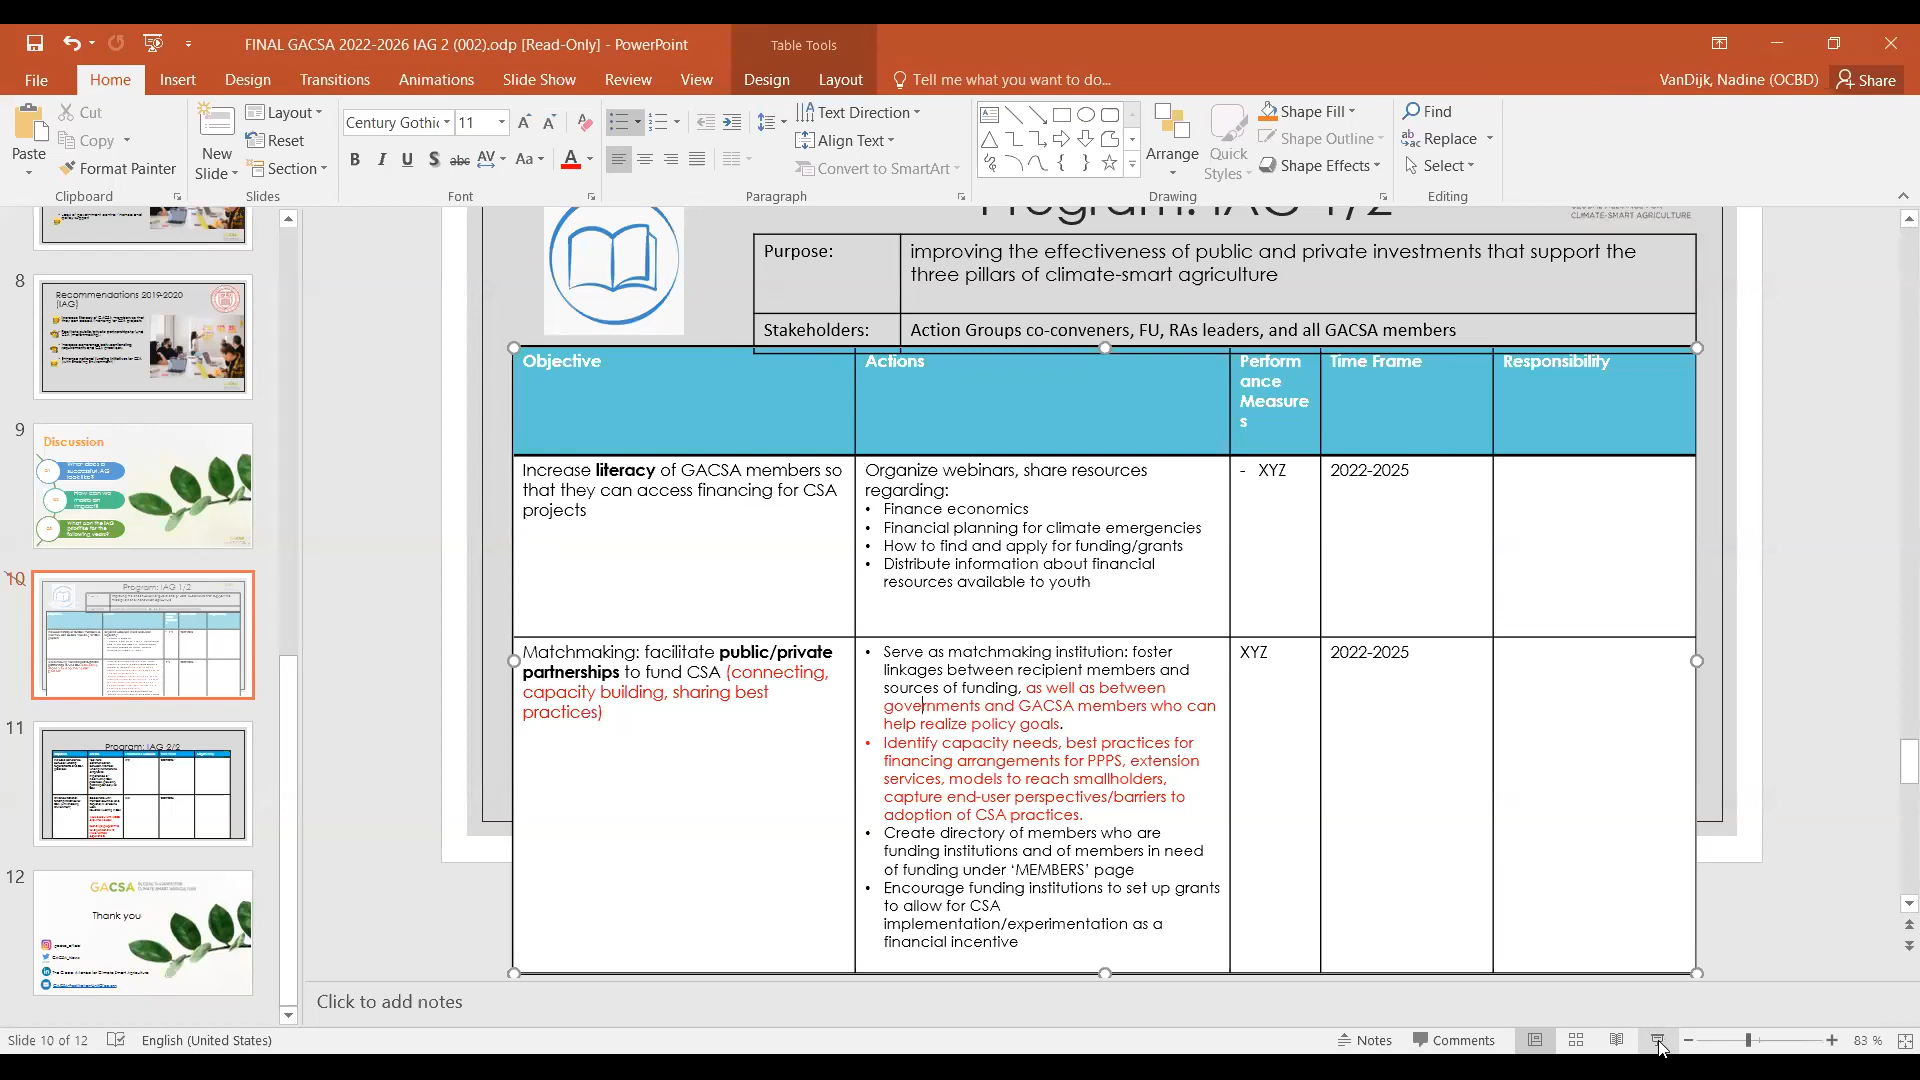 FINAL GACSA 2022-2026 IAG 2 (002).odp [Read-Only] - PowerPoint
Table Tools
File
Home
Insert
Design
Transitions
Animations
Slide Show
Review
View
Design
Layout
Tell me what you want to do...
VanDijk, Nadine (OCBD)
Share
Paste
Cut
Copy
Format Painter
Clipboard
New
Slide
Layout
Reset
Section
Slides
Century Gothic
11
Font
Text Direction
Align Text
Convert to SmartArt
Paragraph
Arrange
Quick
Styles
Shape Fill
Shape Outline
Shape Effects
Drawing
Find
Replace
Select
Editing
8
Recommendations 2019-2020
(IAG)
9
Discussion
10
Program: IAG 1/2
11
Program: IAG 2/2
12
GACSA
Thank you
Program: IAG 1/2
CLIMATE-SMART AGRICULTURE
Purpose:
improving the effectiveness of public and private investments that support the
three pillars of climate-smart agriculture
Stakeholders:
Action Groups co-conveners, FU, RAs leaders, and all GACSA members
Objective
Actions
Perform
ance
Measure
s
Time Frame
Responsibility
Increase literacy of GACSA members so
that they can access financing for CSA
projects
Organize webinars, share resources
regarding:
• Finance economics
• Financial planning for climate emergencies
• How to find and apply for funding/grants
• Distribute information about financial
resources available to youth
- XYZ
2022-2025
Matchmaking: facilitate public/private
partnerships to fund CSA (connecting,
capacity building, sharing best
practices)
• Serve as matchmaking institution: foster
linkages between recipient members and
sources of funding, as well as between
governments and GACSA members who can
help realize policy goals.
• Identify capacity needs, best practices for
financing arrangements for PPPS, extension
services, models to reach smallholders,
capture end-user perspectives/barriers to
adoption of CSA practices.
• Create directory of members who are
funding institutions and of members in need
of funding under ‘MEMBERS’ page
• Encourage funding institutions to set up grants
to allow for CSA
implementation/experimentation as a
financial incentive
XYZ
2022-2025
Click to add notes
Slide 10 of 12
English (United States)
Notes
Comments
83 %